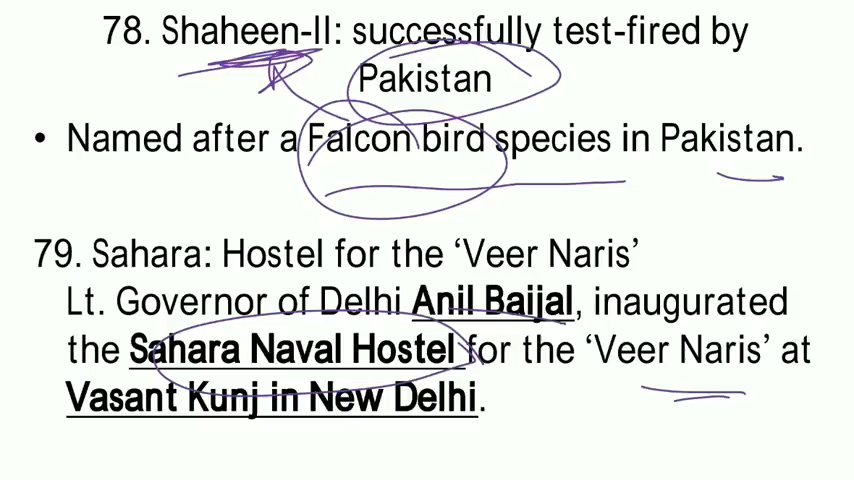 78. Shaheen-II: successfully test-fired by
Pakistan
• Named after a Falcon bird species in Pakistan.
79. Sahara: Hostel for the ‘Veer Naris’
Lt. Governor of Delhi Anil Baijal, inaugurated
the Sahara Naval Hostel for the ‘Veer Naris’ at
Vasant Kunj in New Delhi.